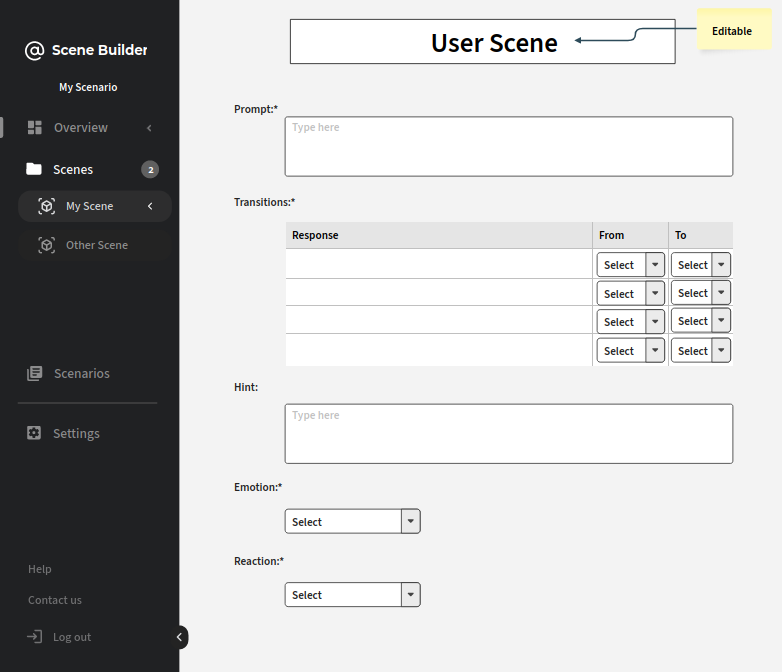 Scene Builder
My Scenario
Overview
Scenes
2
My Scene
Other Scene
Scenarios
Settings
Help
Contact us
Log out
User Scene
Editable
Prompt:*
Type here
Transitions:*
Response From To
Select Select
Select Select
Select Select
Select Select
Hint:
Type here
Emotion:*
Select
Reaction:*
Select